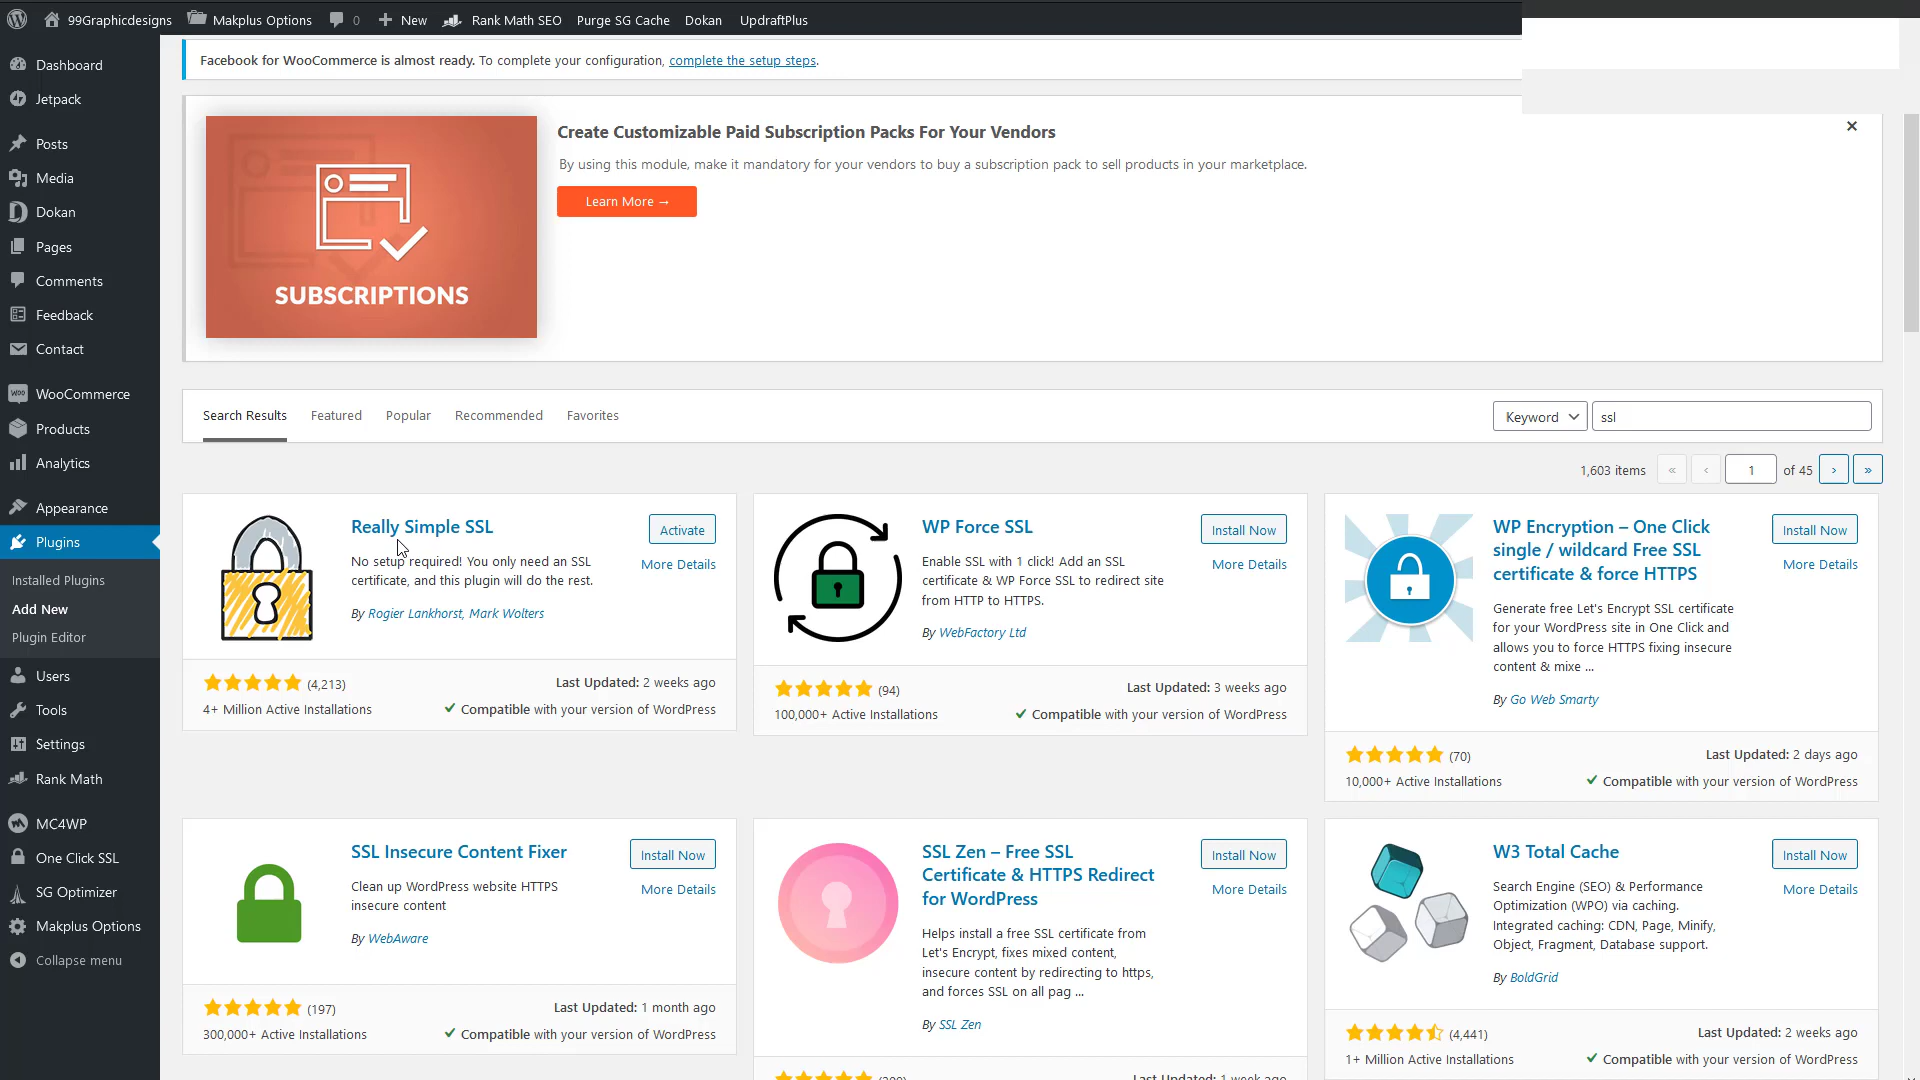 99Graphicdesigns Makplus Options 0 New Rank Math SEO Purge SG Cache Dokan UpdraftPlus
Dashboard
Jetpack
Posts
Media
Dokan
Pages
Comments
Feedback
Contact
WooCommerce
Products
Analytics
Appearance
Plugins
Installed Plugins
Add New
Plugin Editor
Users
Tools
Settings
Rank Math
MC4WP
One Click SSL
SG Optimizer
Makplus Options
Collapse menu
Facebook for WooCommerce is almost ready. To complete your configuration, complete the setup steps.
SUBSCRIPTIONS
Create Customizable Paid Subscription Packs For Your Vendors
By using this module, make it mandatory for your vendors to buy a subscription pack to sell products in your marketplace.
Learn More →
Search Results Featured Popular Recommended Favorites Keyword ssl
1,603 items « ‹ 1 of 45 › »
Really Simple SSL
Activate
More Details
No setup required! You only need an SSL
certificate, and this plugin will do the rest.
By Rogier Lankhorst, Mark Wolters
(4,213)
Last Updated: 2 weeks ago
4+ Million Active Installations
Compatible with your version of WordPress
WP Force SSL
Install Now
More Details
Enable SSL with 1 click! Add an SSL
certificate & WP Force SSL to redirect site
from HTTP to HTTPS.
By WebFactory Ltd
(94)
Last Updated: 3 weeks ago
100,000+ Active Installations
Compatible with your version of WordPress
WP Encryption – One Click
single / wildcard Free SSL
certificate & force HTTPS
Install Now
More Details
Generate free Let's Encrypt SSL certificate
for your WordPress site in One Click and
allows you to force HTTPS fixing insecure
content & mixe ...
By Go Web Smarty
(70)
Last Updated: 2 days ago
10,000+ Active Installations
Compatible with your version of WordPress
SSL Insecure Content Fixer
Install Now
More Details
Clean up WordPress website HTTPS
insecure content
By WebAware
(197)
Last Updated: 1 month ago
300,000+ Active Installations
Compatible with your version of WordPress
SSL Zen – Free SSL
Certificate & HTTPS Redirect
for WordPress
Install Now
More Details
Helps install a free SSL certificate from
Let's Encrypt, fixes mixed content,
insecure content by redirecting to https,
and forces SSL on all pag ...
By SSL Zen
Last Updated: 1 week ago
W3 Total Cache
Install Now
More Details
Search Engine (SEO) & Performance
Optimization (WPO) via caching.
Integrated caching: CDN, Page, Minify,
Object, Fragment, Database support.
By BoldGrid
(4,441)
Last Updated: 2 weeks ago
1+ Million Active Installations
Compatible with your version of WordPress